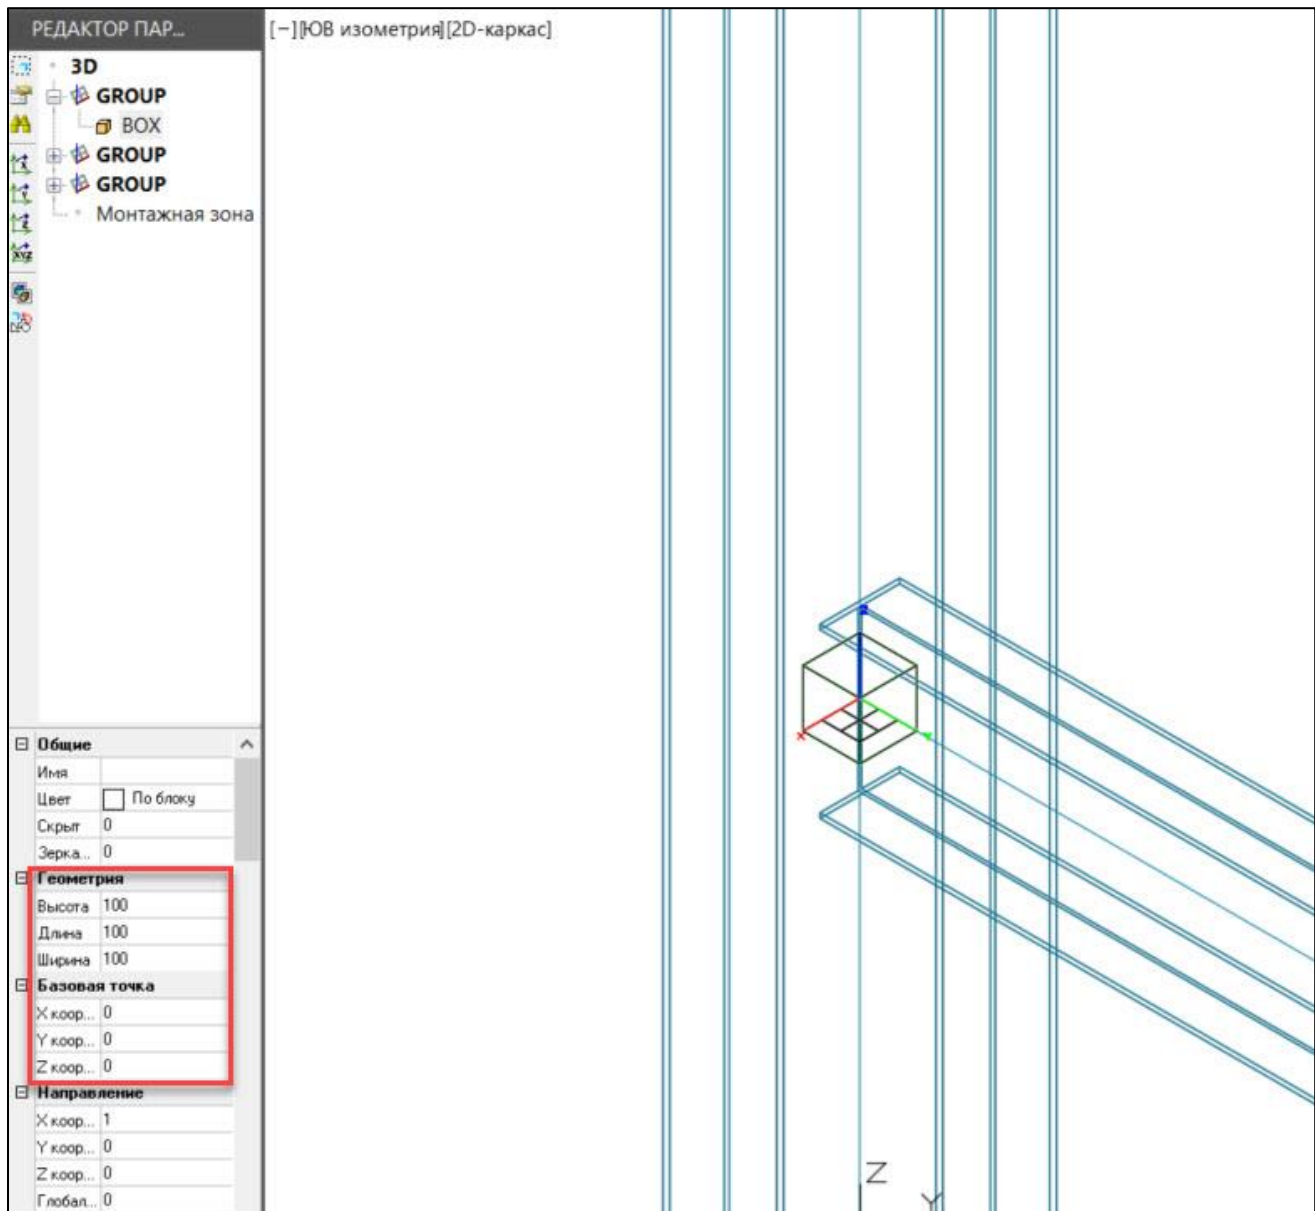 РЕДАКТОР ПАР...
[−][ЮВ изометрия][2D-каркас]
3D
GROUP
BOX
GROUP
GROUP
Монтажная зона
X
Y
Z
XYZ
Общие
Имя
Цвет По блоку
Скрыт 0
Зерка... 0
Геометрия
Высота 100
Длина 100
Ширина 100
Базовая точка
X коор... 0
Y коор... 0
Z коор... 0
Направление
X коор... 1
Y коор... 0
Z коор... 0
Глобал... 0
X
Z
Y